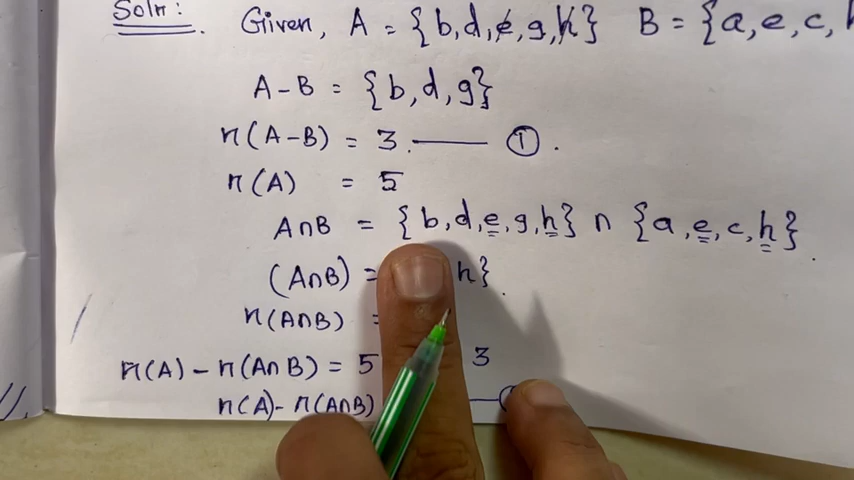 Soln: Given, A = {b,d,e,g,h} B = {a,e,c,
A-B = {b,d,g}
n(A-B) = 3. —— ①.
n(A) = 5
A∩B = {b,d,e,g,h} ∩ {a,e,c,h}.
(A∩B) = h}.
n(A∩B) =
n(A) - n(A∩B) = 5 3
n(A) - n(A∩B)